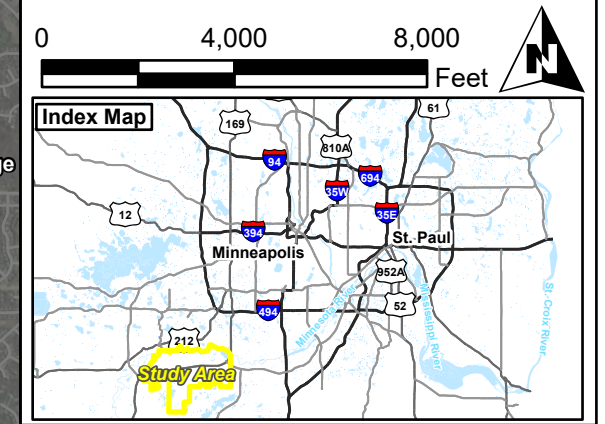 0 4,000 8,000
Feet
N
Index Map
61
169
810A
94
694
35W
12
35E
394
St. Paul
Minneapolis
952A
494
52
Minnesota River
Mississippi River
St. Croix River
212
Study Area